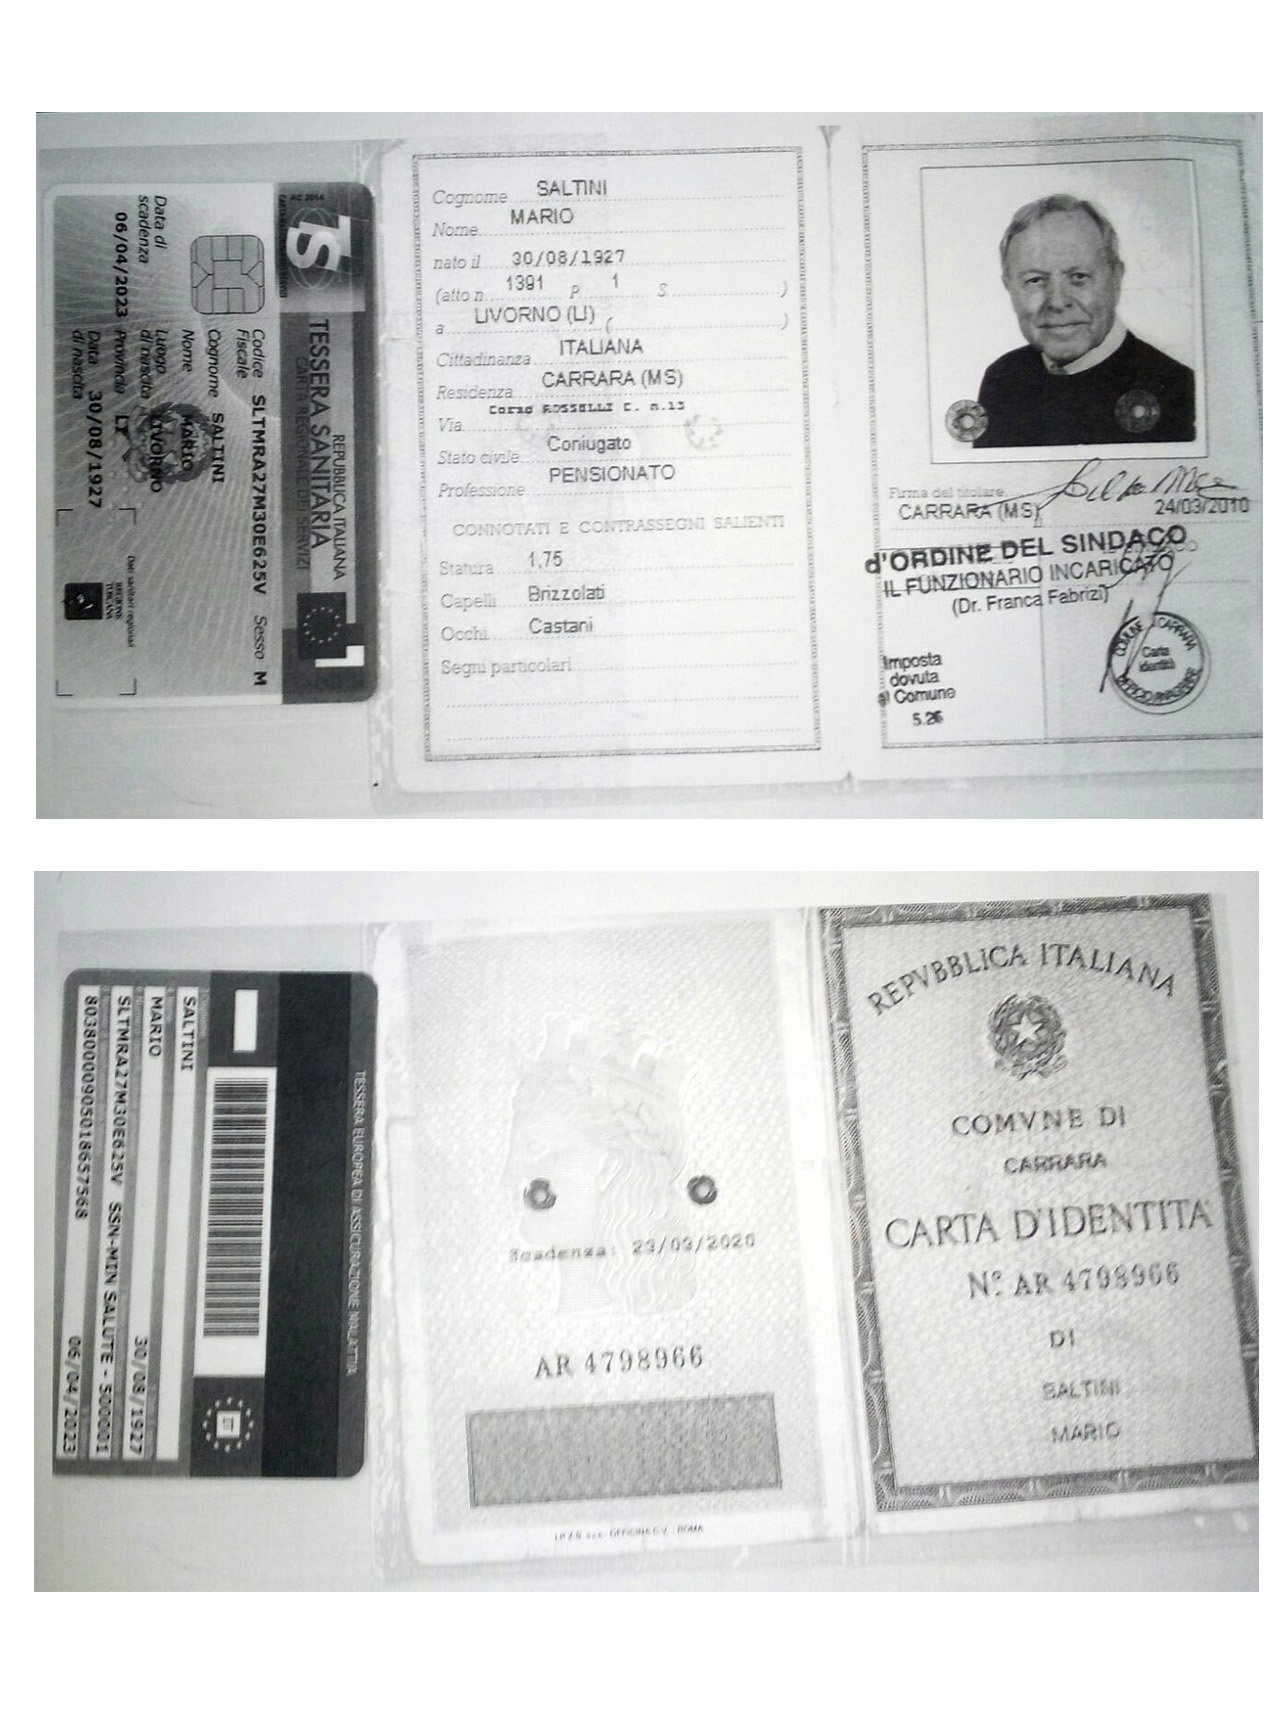 AC 2014
TS
REPUBBLICA ITALIANA
TESSERA SANITARIA
CARTA REGIONALE DEI SERVIZI
Codice Fiscale SLTMRA27M30E625V Sesso M
Cognome SALTINI
Nome MARIO
Luogo di nascita LIVORNO
Provincia LI
Data di nascita 30/08/1927
Data di scadenza 06/04/2023
Dati sanitari regionali
REGIONE TOSCANA
Cognome SALTINI
Nome MARIO
nato il 30/08/1927
(atto n. 1391 P. 1 S. )
a LIVORNO (LI) ( )
Cittadinanza ITALIANA
Residenza CARRARA (MS)
Via Corso ROSSELLI C. n.13
Stato civile Coniugato
Professione PENSIONATO
CONNOTATI E CONTRASSEGNI SALIENTI
Statura 1,75
Capelli Brizzolati
Occhi Castani
Segni particolari
Firma del titolare
CARRARA (MS) 24/03/2010
d'ORDINE DEL SINDACO
IL FUNZIONARIO INCARICATO
(Dr. Franca Fabrizi)
Imposta
dovuta
al Comune
5.26
COMUNE CARRARA
Carta
identità
TESSERA EUROPEA DI ASSICURAZIONE MALATTIA
SALTINI
MARIO
SLTMRA27M30E625V SSN-MIN SALUTE - 500001
30/08/1927
80380000905018657568 06/04/2023
IT
Scadenza: 23/03/2020
AR 4798966
ROMA
REPVBBLICA ITALIANA
COMVNE DI
CARRARA
CARTA D'IDENTITA'
N° AR 4798966
DI
SALTINI
MARIO